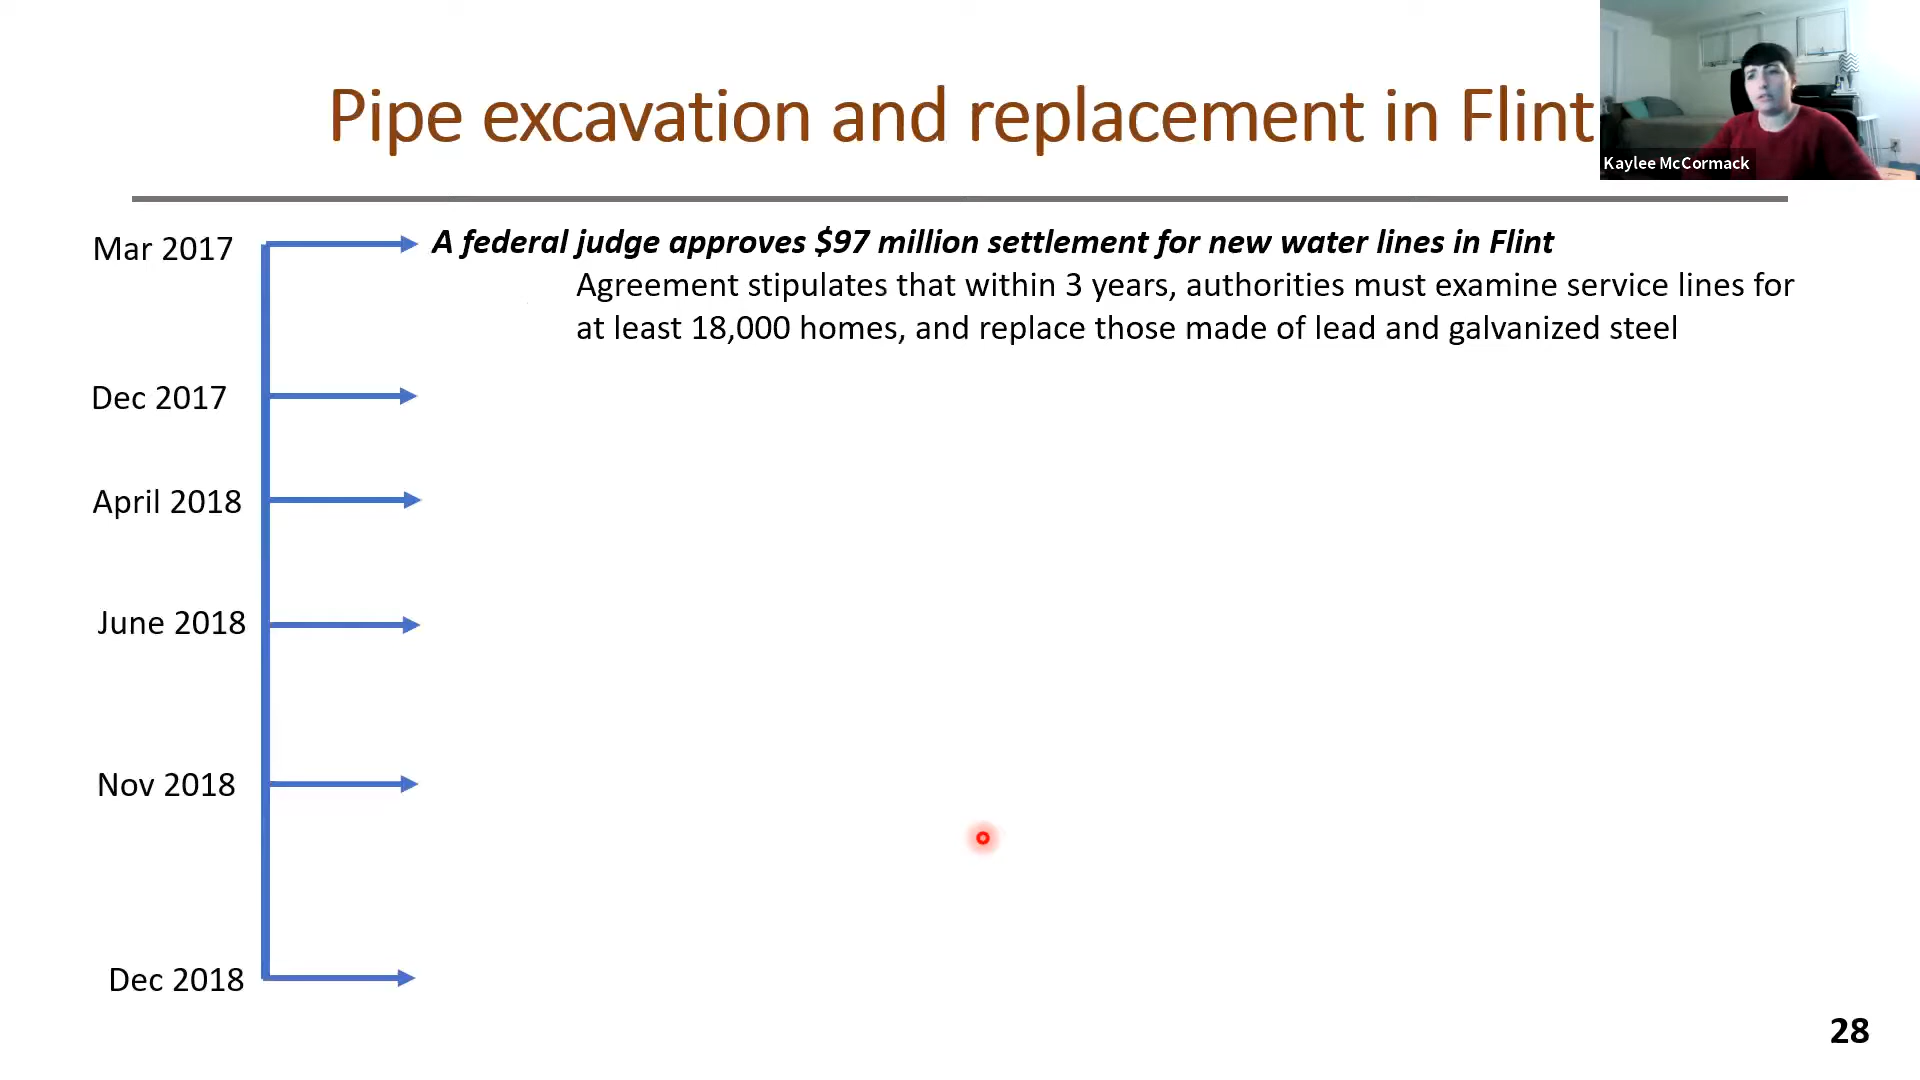 Pipe excavation and replacement in Flint
Kaylee McCormack
Mar 2017
A federal judge approves $97 million settlement for new water lines in Flint
Agreement stipulates that within 3 years, authorities must examine service lines for
at least 18,000 homes, and replace those made of lead and galvanized steel
Dec 2017
April 2018
June 2018
Nov 2018
Dec 2018
28